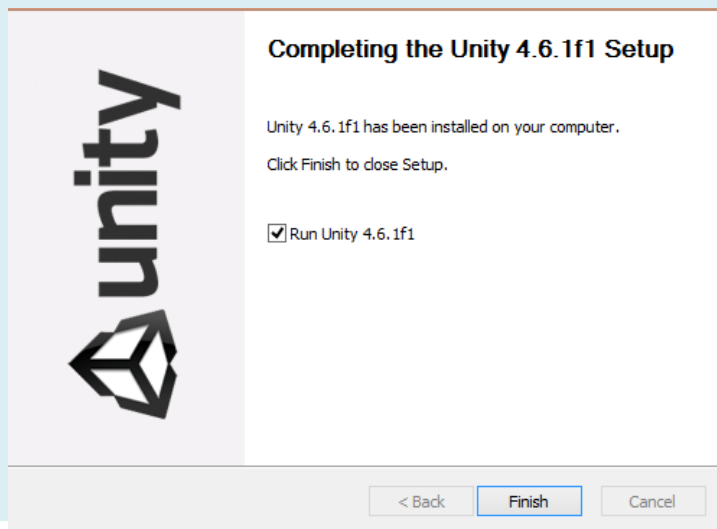 Completing the Unity 4.6.1f1 Setup
unity
Unity 4.6.1f1 has been installed on your computer.
Click Finish to close Setup.
Run Unity 4.6.1f1
< Back
Finish
Cancel